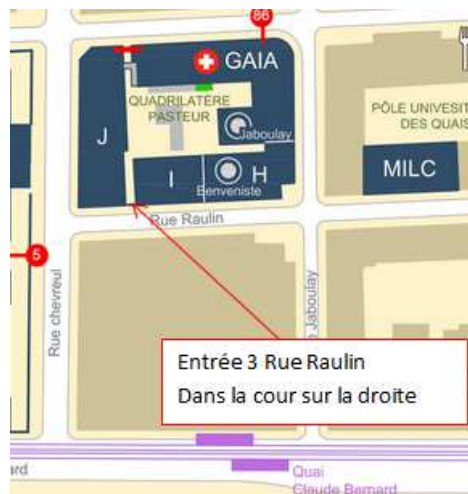 86
GAIA
QUADRILATÈRE
PASTEUR
PÔLE UNIVERSIT
DES QUAIS
J
Jaboulay
I
H
MILC
Benveniste
Rue Raulin
5
Rue chevreul
Jaboulay
Entrée 3 Rue Raulin
Dans la cour sur la droite
ard
Quai
Claude Bernard